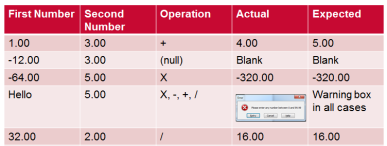 First Number Second Number Operation Actual Expected
1.00 3.00 + 4.00 5.00
-12.00 3.00 (null) Blank Blank
-64.00 5.00 X -320.00 -320.00
Hello 5.00 X, -, +, / Warning box
in all cases
32.00 2.00 / 16.00 16.00